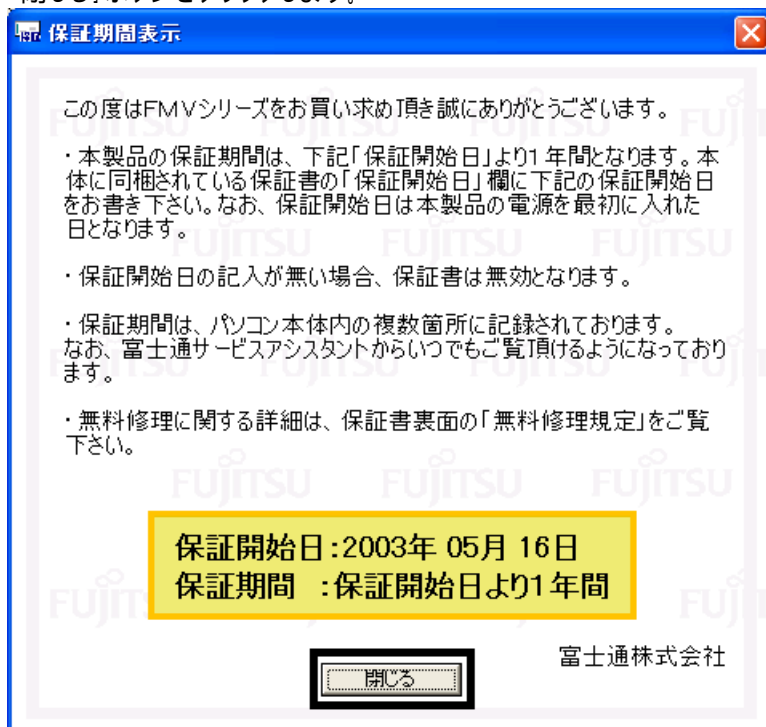 保証期間表示
この度はFMVシリーズをお買い求め頂き誠にありがとうございます。
・本製品の保証期間は、下記「保証開始日」より1年間となります。本
体に同梱されている保証書の「保証開始日」欄に下記の保証開始日
をお書き下さい。なお、保証開始日は本製品の電源を最初に入れた
日となります。
・保証開始日の記入が無い場合、保証書は無効となります。
・保証期間は、パソコン本体内の複数箇所に記録されております。
なお、富士通サービスアシスタントからいつでもご覧頂けるようになっており
ます。
・無料修理に関する詳細は、保証書裏面の「無料修理規定」をご覧
下さい。
FUJITSU FUJITSU FUJITSU
保証開始日:2003年 05月 16日
保証期間 :保証開始日より1年間
富士通株式会社
閉じる